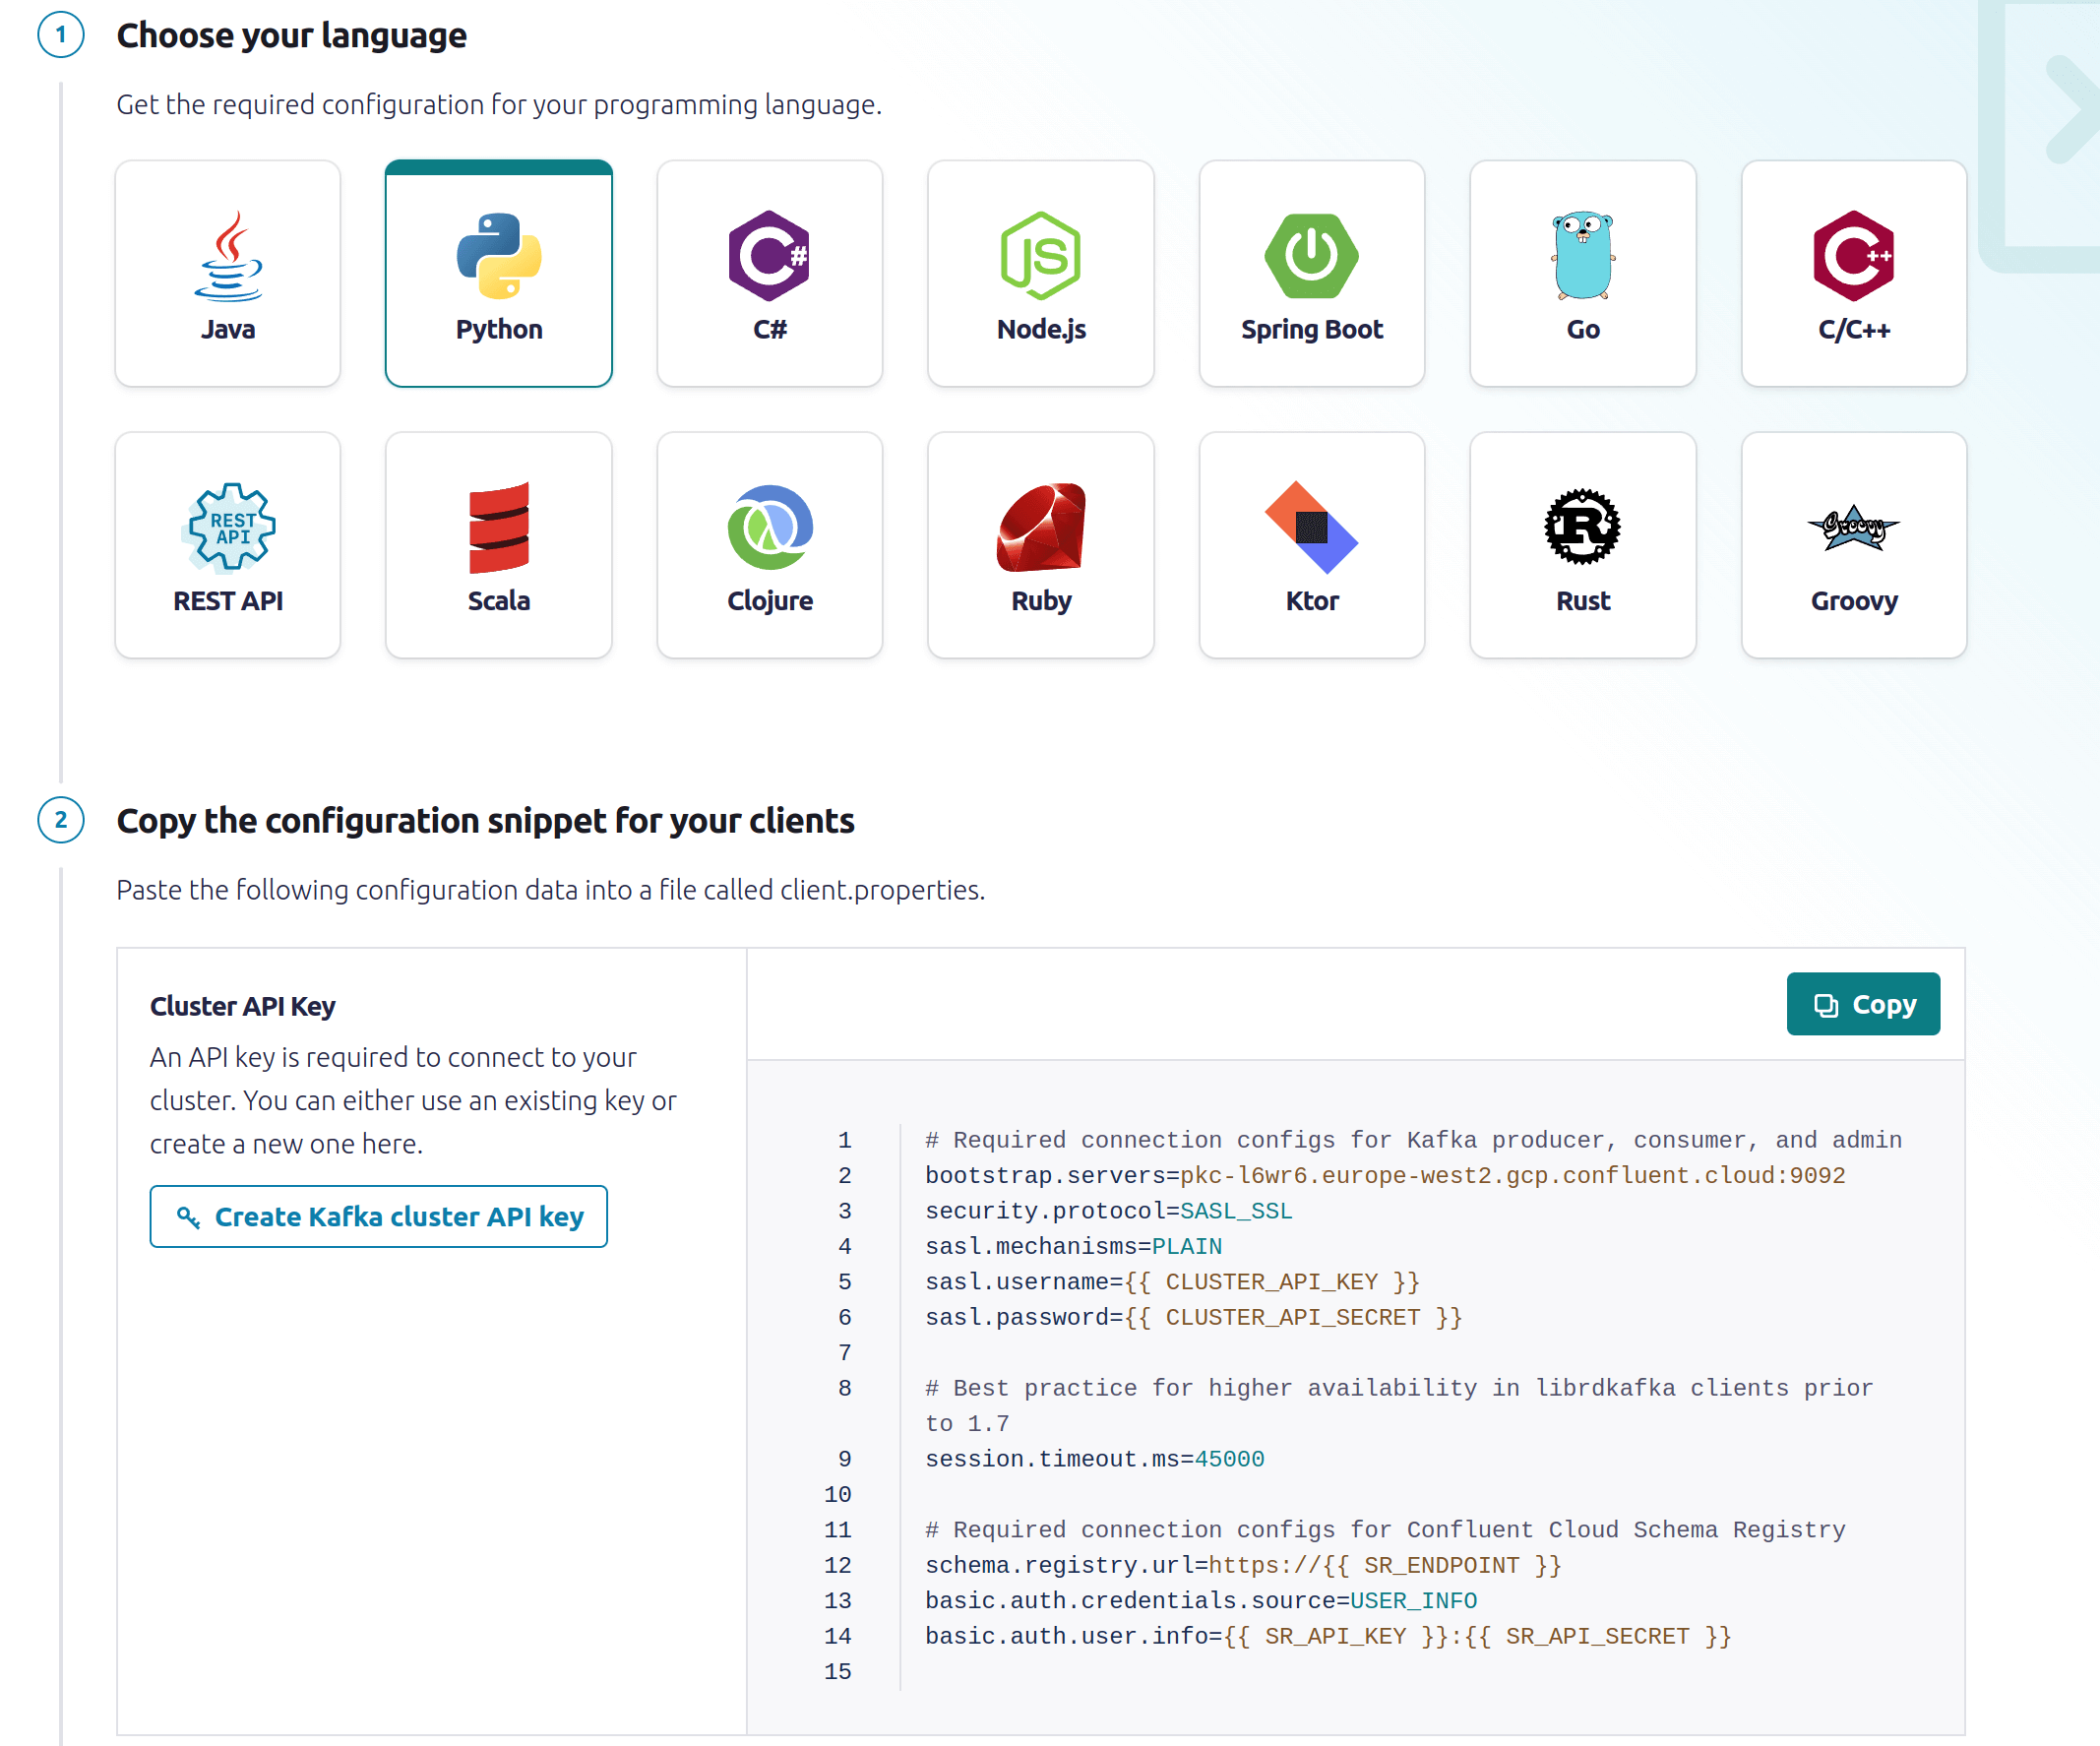 1
Choose your language
Get the required configuration for your programming language.
Java
Python
C#
Node.js
Spring Boot
Go
C/C++
REST API
REST API
Scala
Clojure
Ruby
Ktor
Rust
Groovy
2
Copy the configuration snippet for your clients
Paste the following configuration data into a file called client.properties.
Cluster API Key
An API key is required to connect to your
cluster. You can either use an existing key or
create a new one here.
Create Kafka cluster API key
Copy
1 # Required connection configs for Kafka producer, consumer, and admin
2 bootstrap.servers=pkc-l6wr6.europe-west2.gcp.confluent.cloud:9092
3 security.protocol=SASL_SSL
4 sasl.mechanisms=PLAIN
5 sasl.username={{ CLUSTER_API_KEY }}
6 sasl.password={{ CLUSTER_API_SECRET }}
7
8 # Best practice for higher availability in librdkafka clients prior
to 1.7
9 session.timeout.ms=45000
10
11 # Required connection configs for Confluent Cloud Schema Registry
12 schema.registry.url=https://{{ SR_ENDPOINT }}
13 basic.auth.credentials.source=USER_INFO
14 basic.auth.user.info={{ SR_API_KEY }}:{{ SR_API_SECRET }}
15